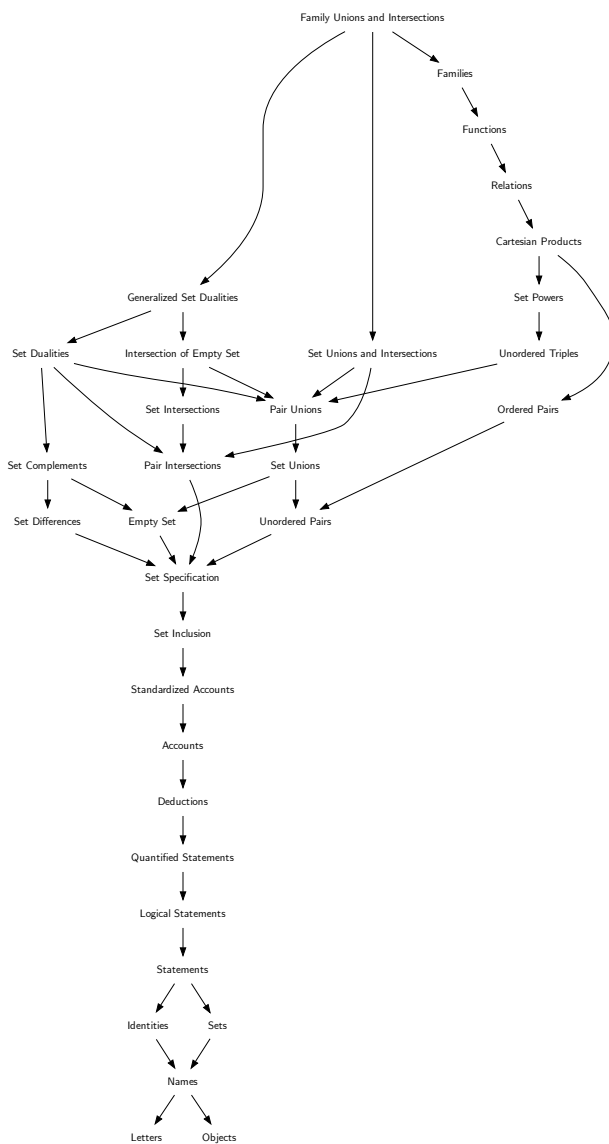 Family Unions and Intersections
Families
Functions
Relations
Cartesian Products
Generalized Set Dualities
Set Powers
Set Dualities
Intersection of Empty Set
Set Unions and Intersections
Unordered Triples
Set Intersections
Pair Unions
Ordered Pairs
Set Complements
Pair Intersections
Set Unions
Set Differences
Empty Set
Unordered Pairs
Set Specification
Set Inclusion
Standardized Accounts
Accounts
Deductions
Quantified Statements
Logical Statements
Statements
Identities
Sets
Names
Letters
Objects